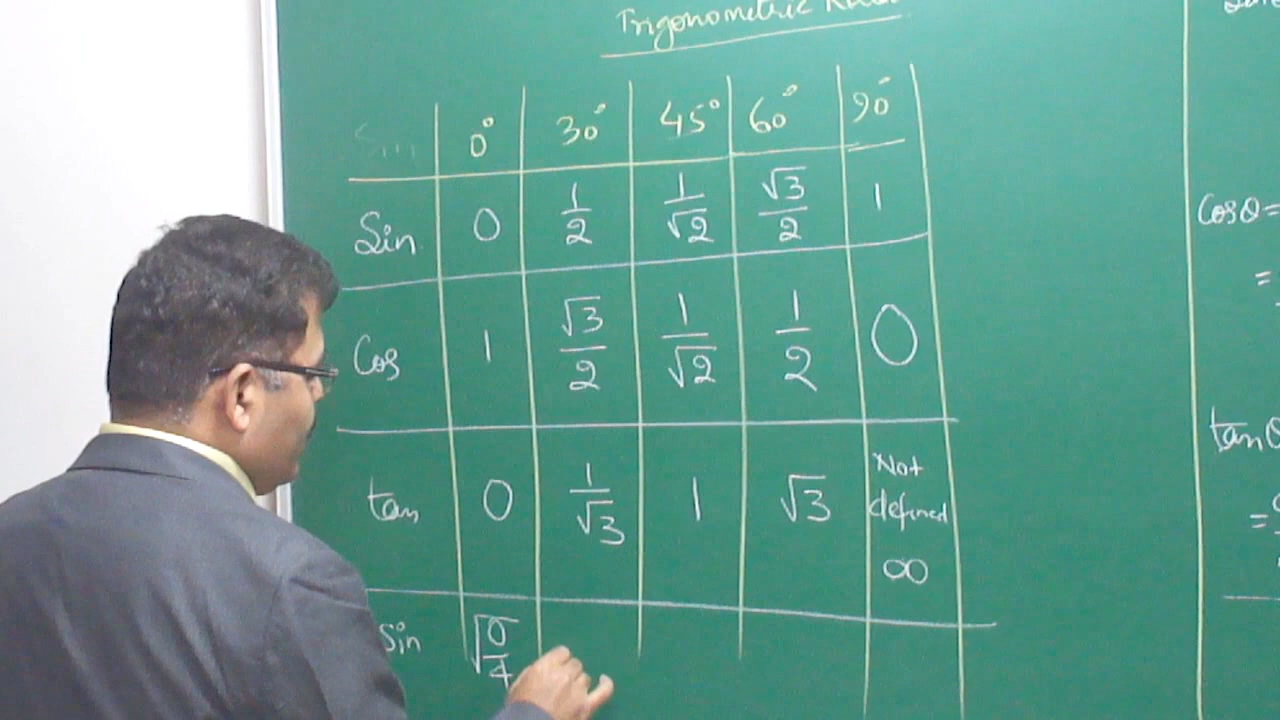 Trigonometric
0° 30° 45° 60° 90°
Sin 0 1/2 1/√2 √3/2 1
Cos 1 √3/2 1/√2 1/2 0
tan 0 1/√3 1 √3 Not defined ∞
Sin √0/4
Cosθ=
=
tanθ
=